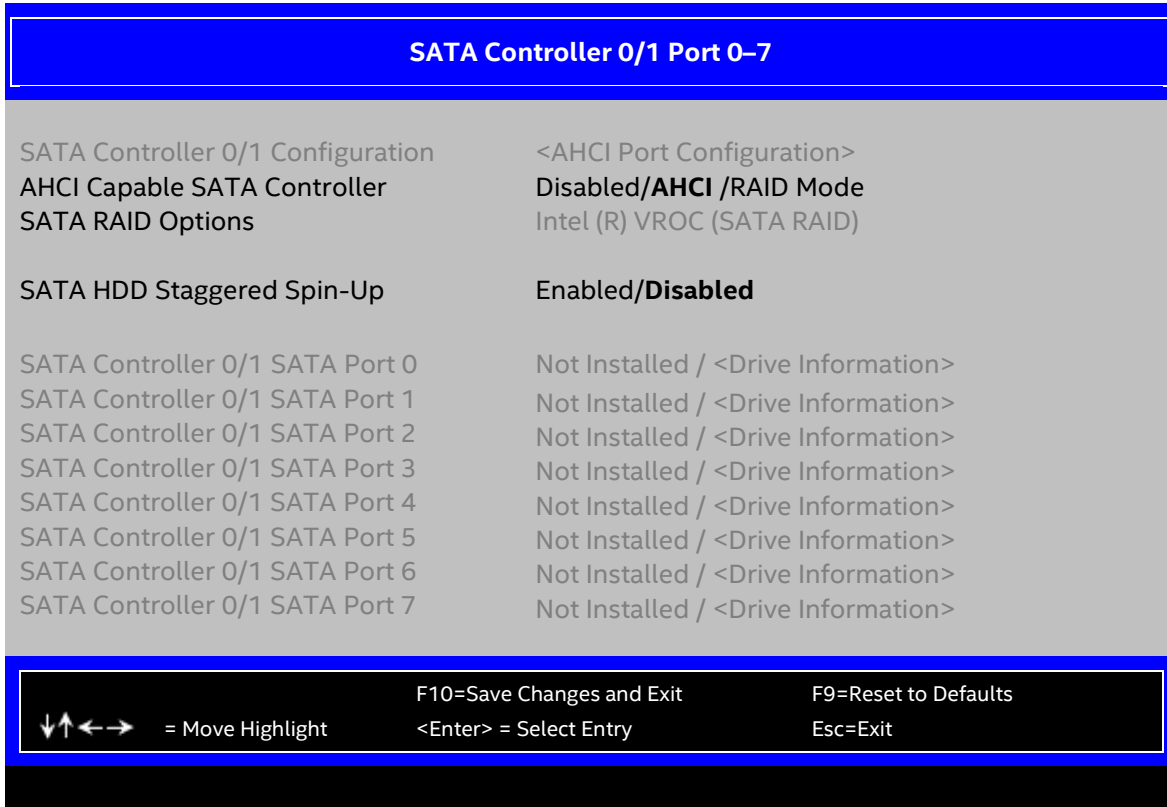 SATA Controller 0/1 Port 0–7
SATA Controller 0/1 Configuration <AHCI Port Configuration>
AHCI Capable SATA Controller Disabled/AHCI /RAID Mode
SATA RAID Options Intel (R) VROC (SATA RAID)
SATA HDD Staggered Spin-Up Enabled/Disabled
SATA Controller 0/1 SATA Port 0 Not Installed / <Drive Information>
SATA Controller 0/1 SATA Port 1 Not Installed / <Drive Information>
SATA Controller 0/1 SATA Port 2 Not Installed / <Drive Information>
SATA Controller 0/1 SATA Port 3 Not Installed / <Drive Information>
SATA Controller 0/1 SATA Port 4 Not Installed / <Drive Information>
SATA Controller 0/1 SATA Port 5 Not Installed / <Drive Information>
SATA Controller 0/1 SATA Port 6 Not Installed / <Drive Information>
SATA Controller 0/1 SATA Port 7 Not Installed / <Drive Information>
F10=Save Changes and Exit F9=Reset to Defaults
↓↑←→ = Move Highlight <Enter> = Select Entry Esc=Exit